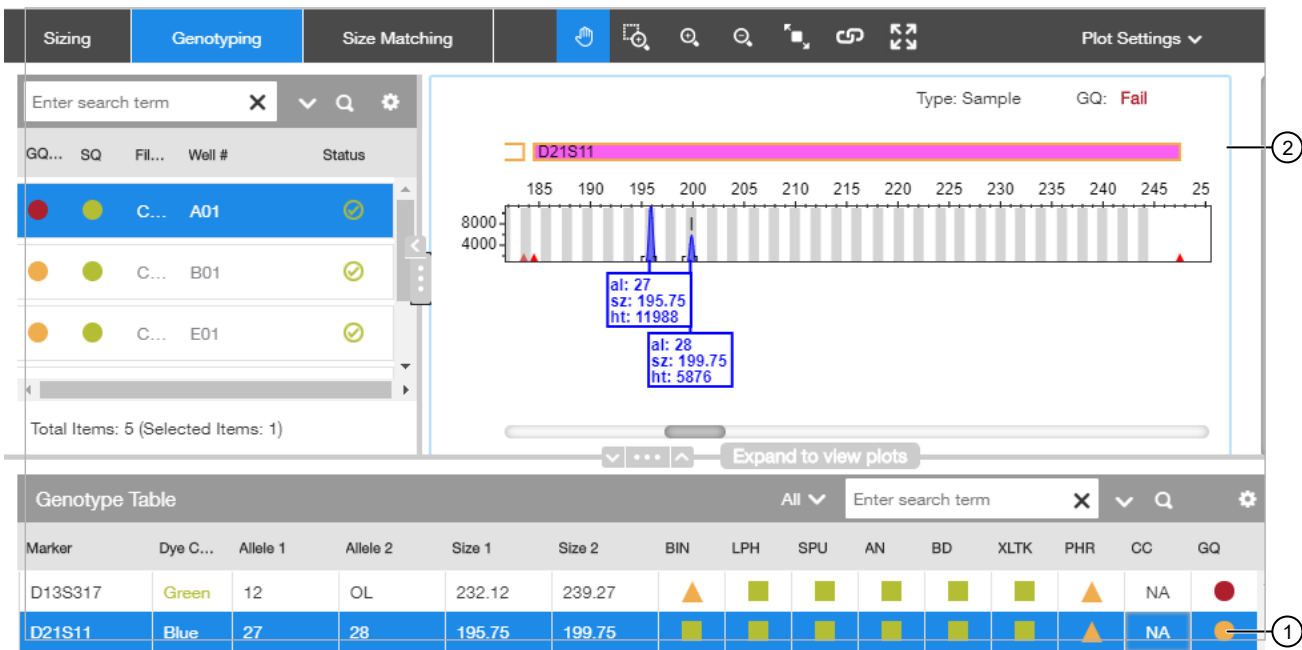 Sizing Genotyping Size Matching Plot Settings
Enter search term
GQ... SQ Fil... Well # Status
C... A01
C... B01
C... E01
Total Items: 5 (Selected Items: 1)
Type: Sample GQ: Fail
2
D21S11
185 190 195 200 205 210 215 220 225 230 235 240 245 25
8000
4000
al: 27
sz: 195.75
ht: 11988
al: 28
sz: 199.75
ht: 5876
Expand to view plots
Genotype Table All Enter search term
Marker Dye C... Allele 1 Allele 2 Size 1 Size 2 BIN LPH SPU AN BD XLTK PHR CC GQ
D13S317 Green 12 OL 232.12 239.27 NA
D21S11 Blue 27 28 195.75 199.75 NA
1